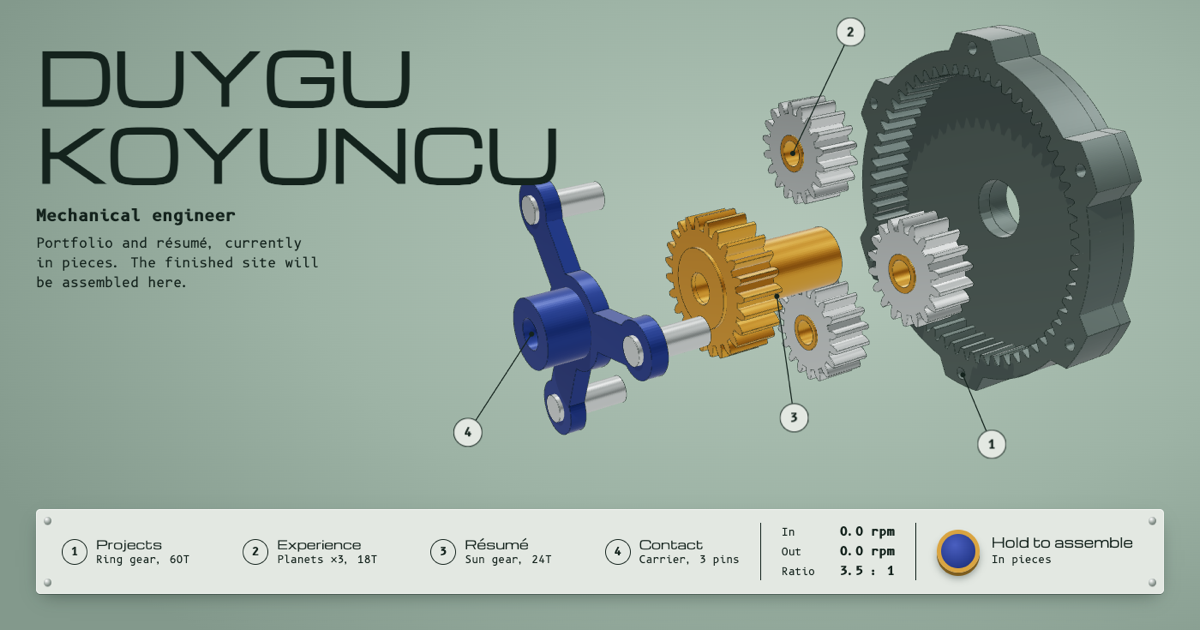 DUYGU
KOYUNCU
Mechanical engineer
Portfolio and résumé, currently
in pieces. The finished site will
be assembled here.
2
4
3
1
1 Projects
Ring gear, 60T
2 Experience
Planets ×3, 18T
3 Résumé
Sun gear, 24T
4 Contact
Carrier, 3 pins
In 0.0 rpm
Out 0.0 rpm
Ratio 3.5 : 1
Hold to assemble
In pieces